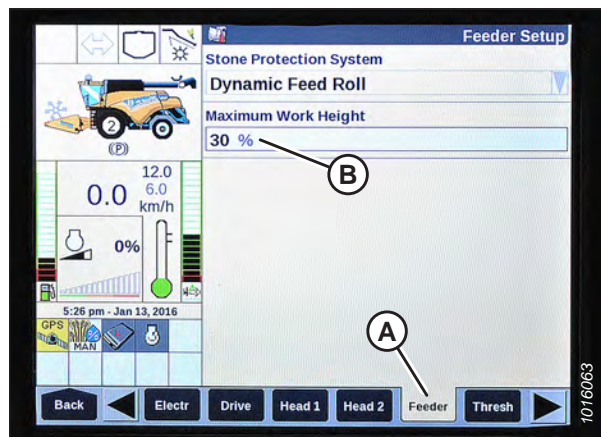 Feeder Setup
Stone Protection System
Dynamic Feed Roll
Maximum Work Height
30 %
B
2
(P)
12.0
0.0 6.0
km/h
0%
5:26 pm - Jan 13, 2016
GPS
MAN
A
Back Electr Drive Head 1 Head 2 Feeder Thresh
1016063